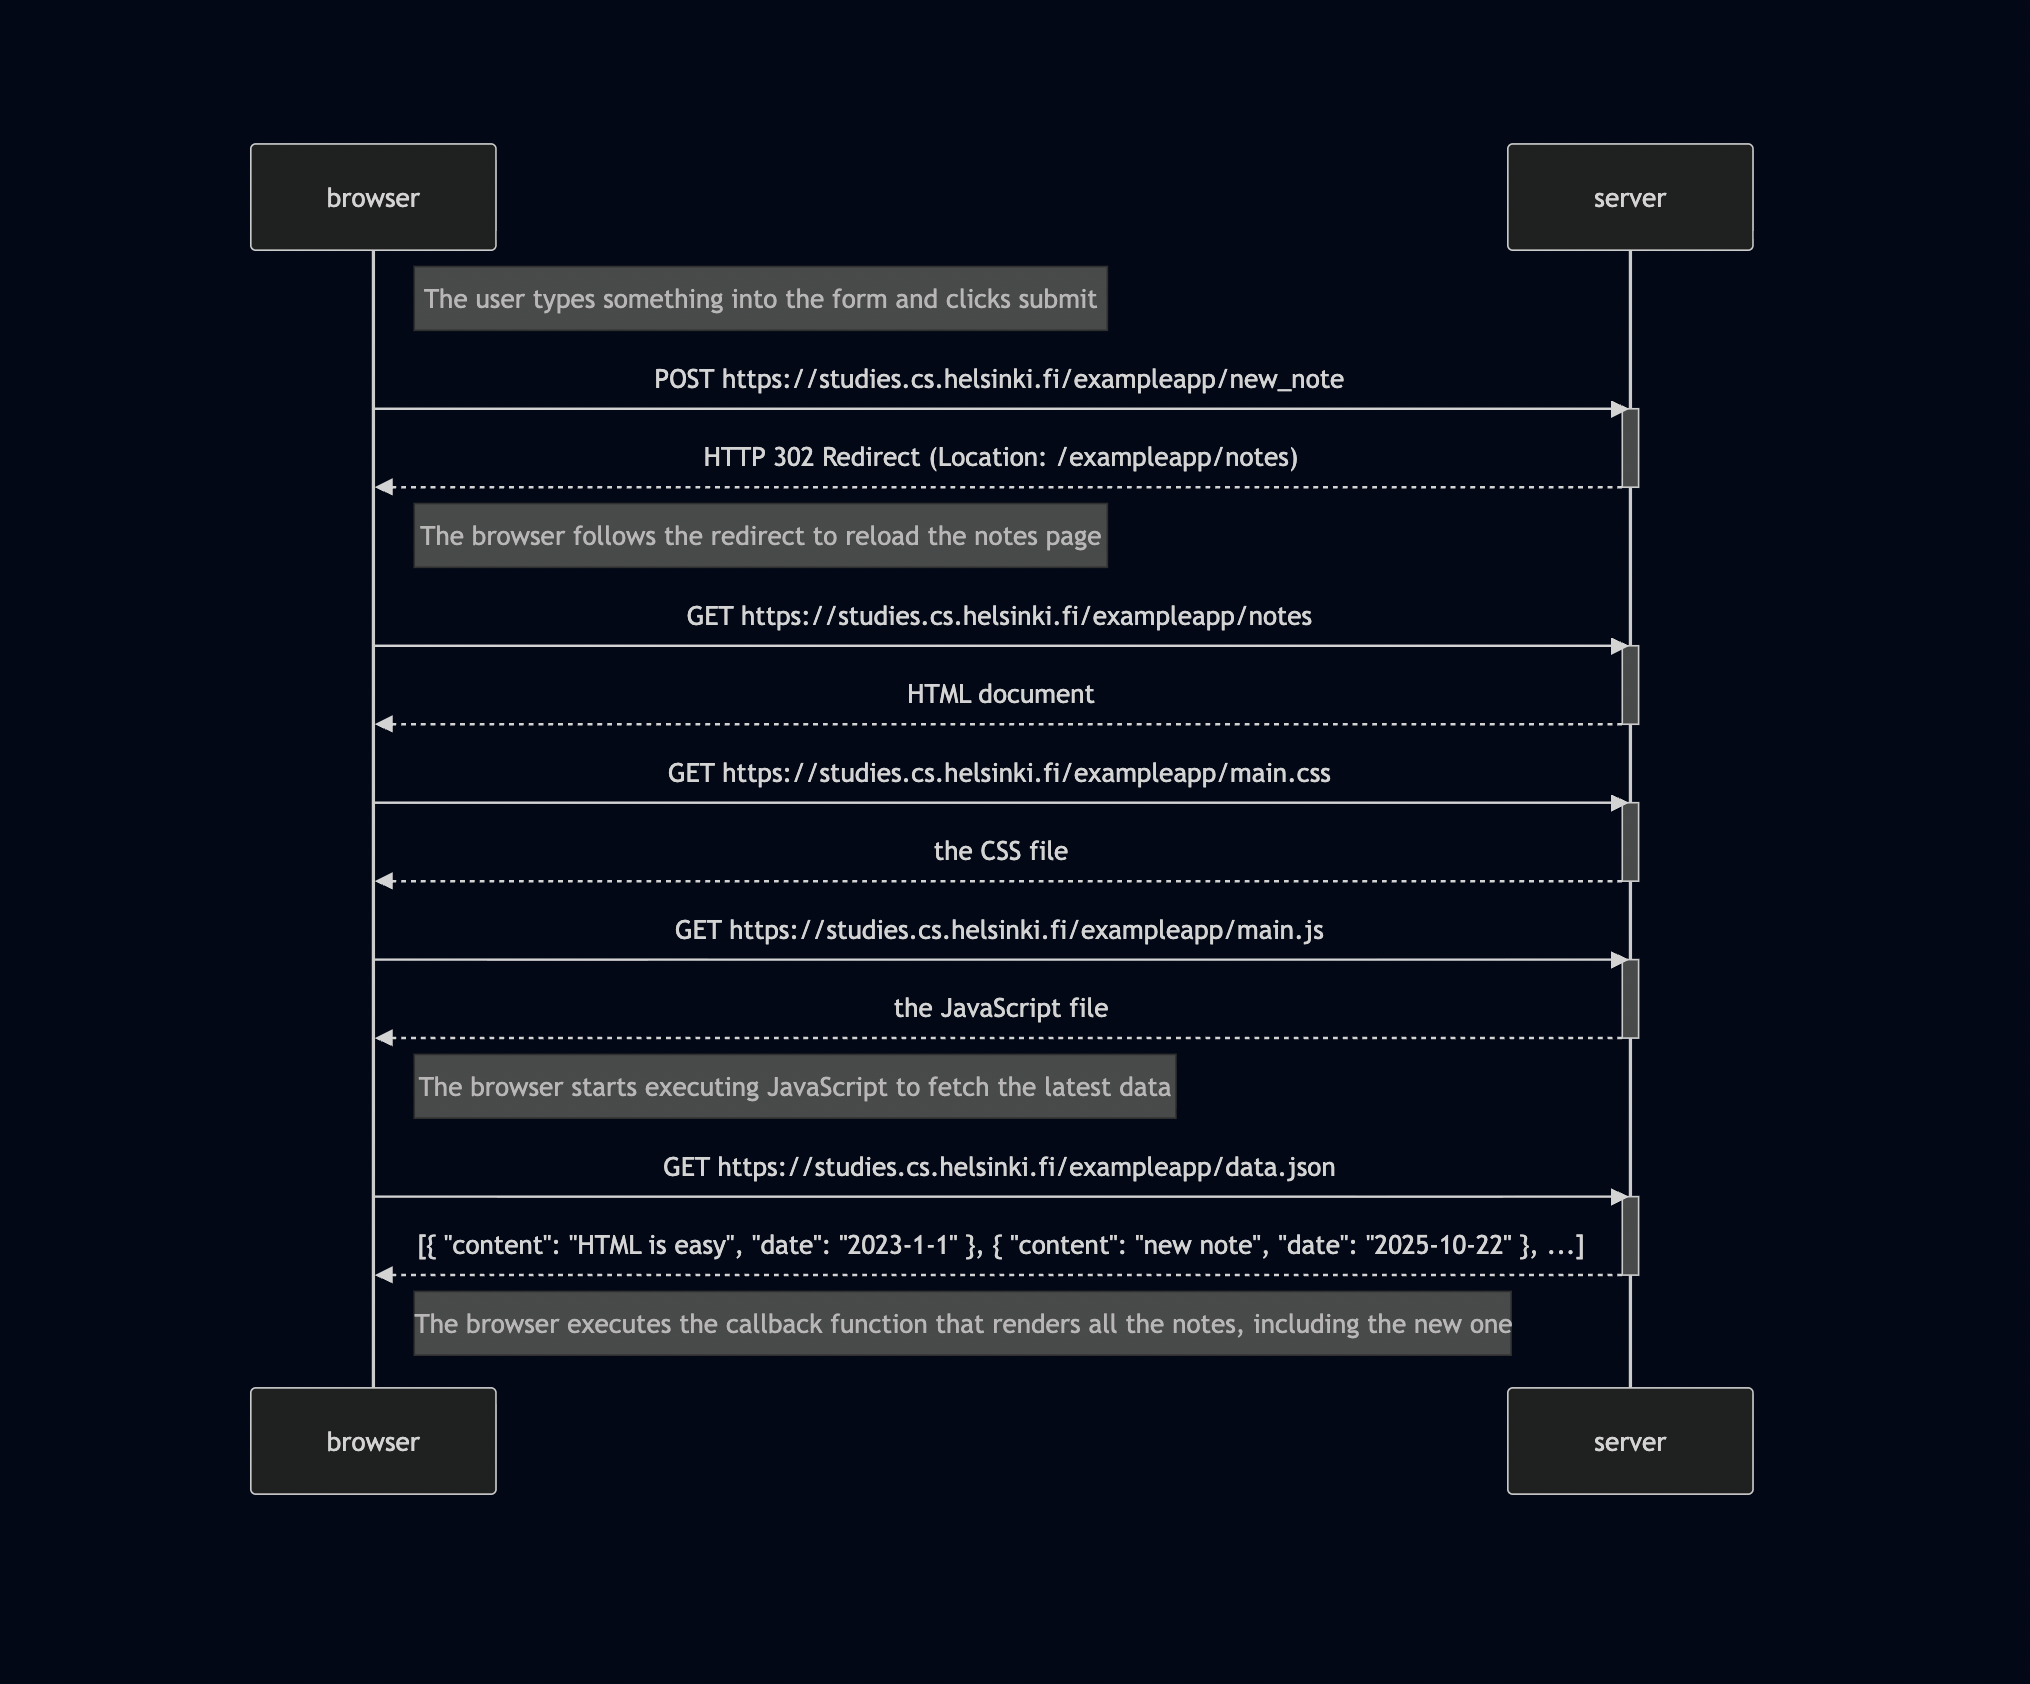 browser
server
The user types something into the form and clicks submit
POST https://studies.cs.helsinki.fi/exampleapp/new_note
HTTP 302 Redirect (Location: /exampleapp/notes)
The browser follows the redirect to reload the notes page
GET https://studies.cs.helsinki.fi/exampleapp/notes
HTML document
GET https://studies.cs.helsinki.fi/exampleapp/main.css
the CSS file
GET https://studies.cs.helsinki.fi/exampleapp/main.js
the JavaScript file
The browser starts executing JavaScript to fetch the latest data
GET https://studies.cs.helsinki.fi/exampleapp/data.json
[{ "content": "HTML is easy", "date": "2023-1-1" }, { "content": "new note", "date": "2025-10-22" }, ...]
The browser executes the callback function that renders all the notes, including the new one
browser
server